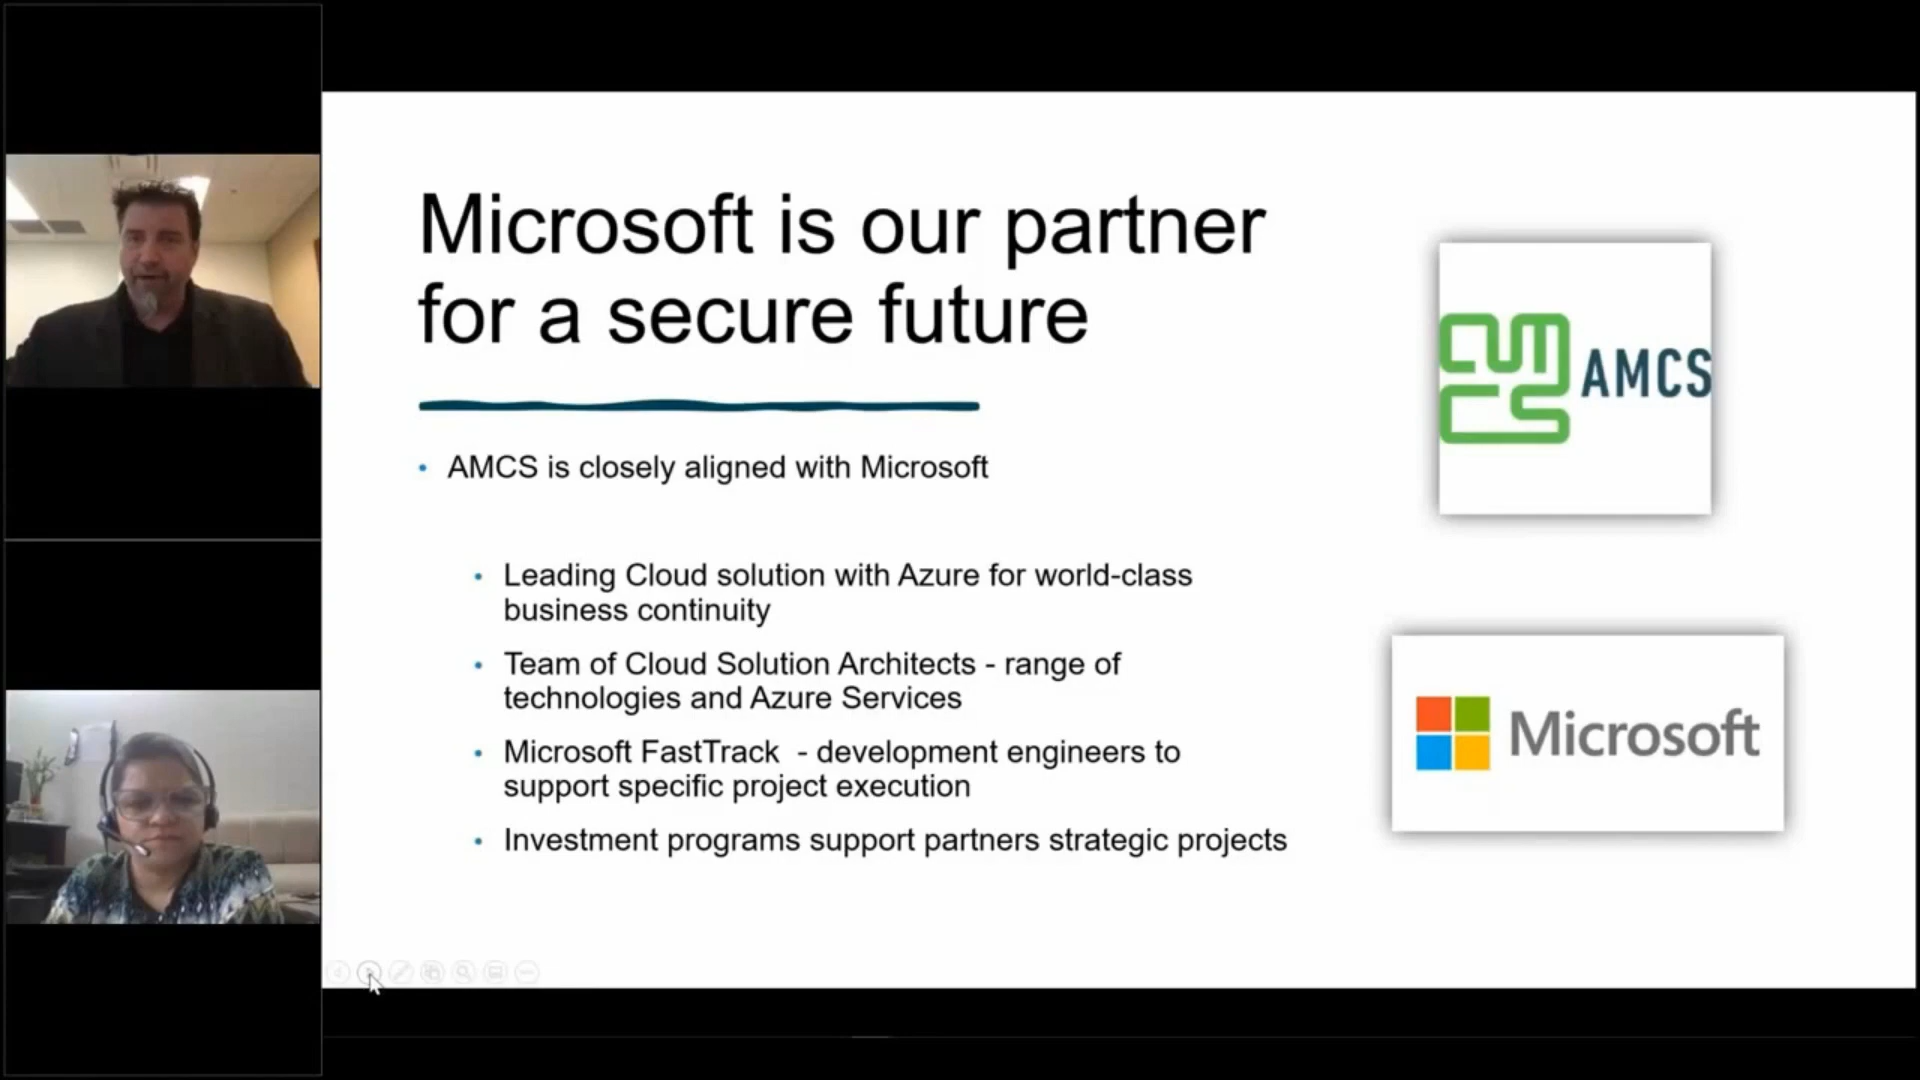 Microsoft is our partner
for a secure future
• AMCS is closely aligned with Microsoft
• Leading Cloud solution with Azure for world-class
business continuity
• Team of Cloud Solution Architects - range of
technologies and Azure Services
• Microsoft FastTrack - development engineers to
support specific project execution
• Investment programs support partners strategic projects
AMCS
Microsoft